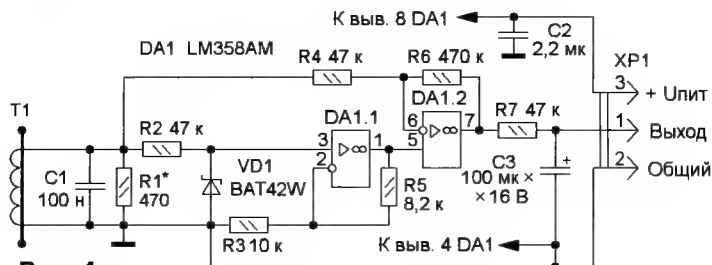 К выв. 8 DA1
C2
2,2 мк
DA1 LM358AM
R4 47 к
R6 470 к
XP1
3
+ Uпит
T1
DA1.1
DA1.2
R7 47 к
R2 47 к
3
1
6
7
1
Выход
2
5
VD1
BAT42W
C3
100 мк ×
× 16 В
+
2
Общий
C1
100 н
R1*
470
R5
8,2 к
R3 10 к
К выв. 4 DA1